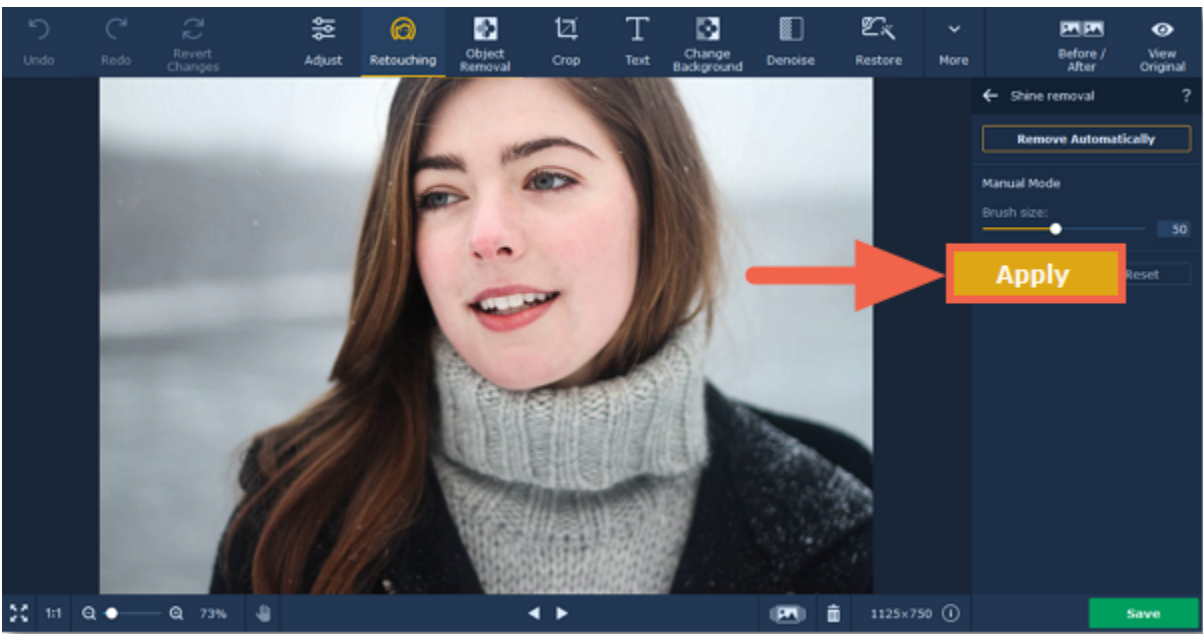 Undo
Redo
Revert
Changes
Adjust
Retouching
Object
Removal
Crop
Text
Change
Background
Denoise
Restore
More
Before /
After
View
Original
Shine removal ?
Remove Automatically
Manual Mode
Brush size:
50
Apply
Reset
1:1
73%
1125×750
Save